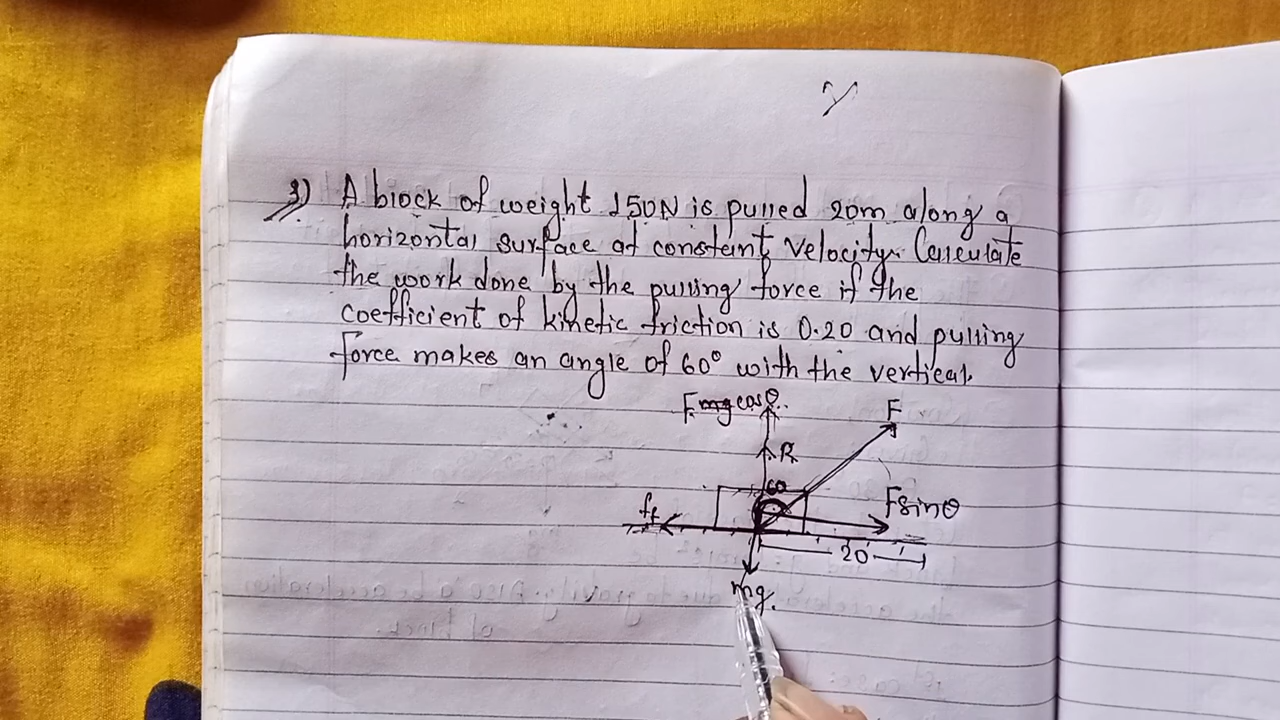 3) A block of weight 150N is pulled 20m along a
horizontal surface at constant velocity. Calculate
the work done by the pulling force if the
coefficient of kinetic friction is 0.20 and pulling
force makes an angle of 60° with the vertical.
F mg cosθ
F
R
60
fk
Fsinθ
20
mg.